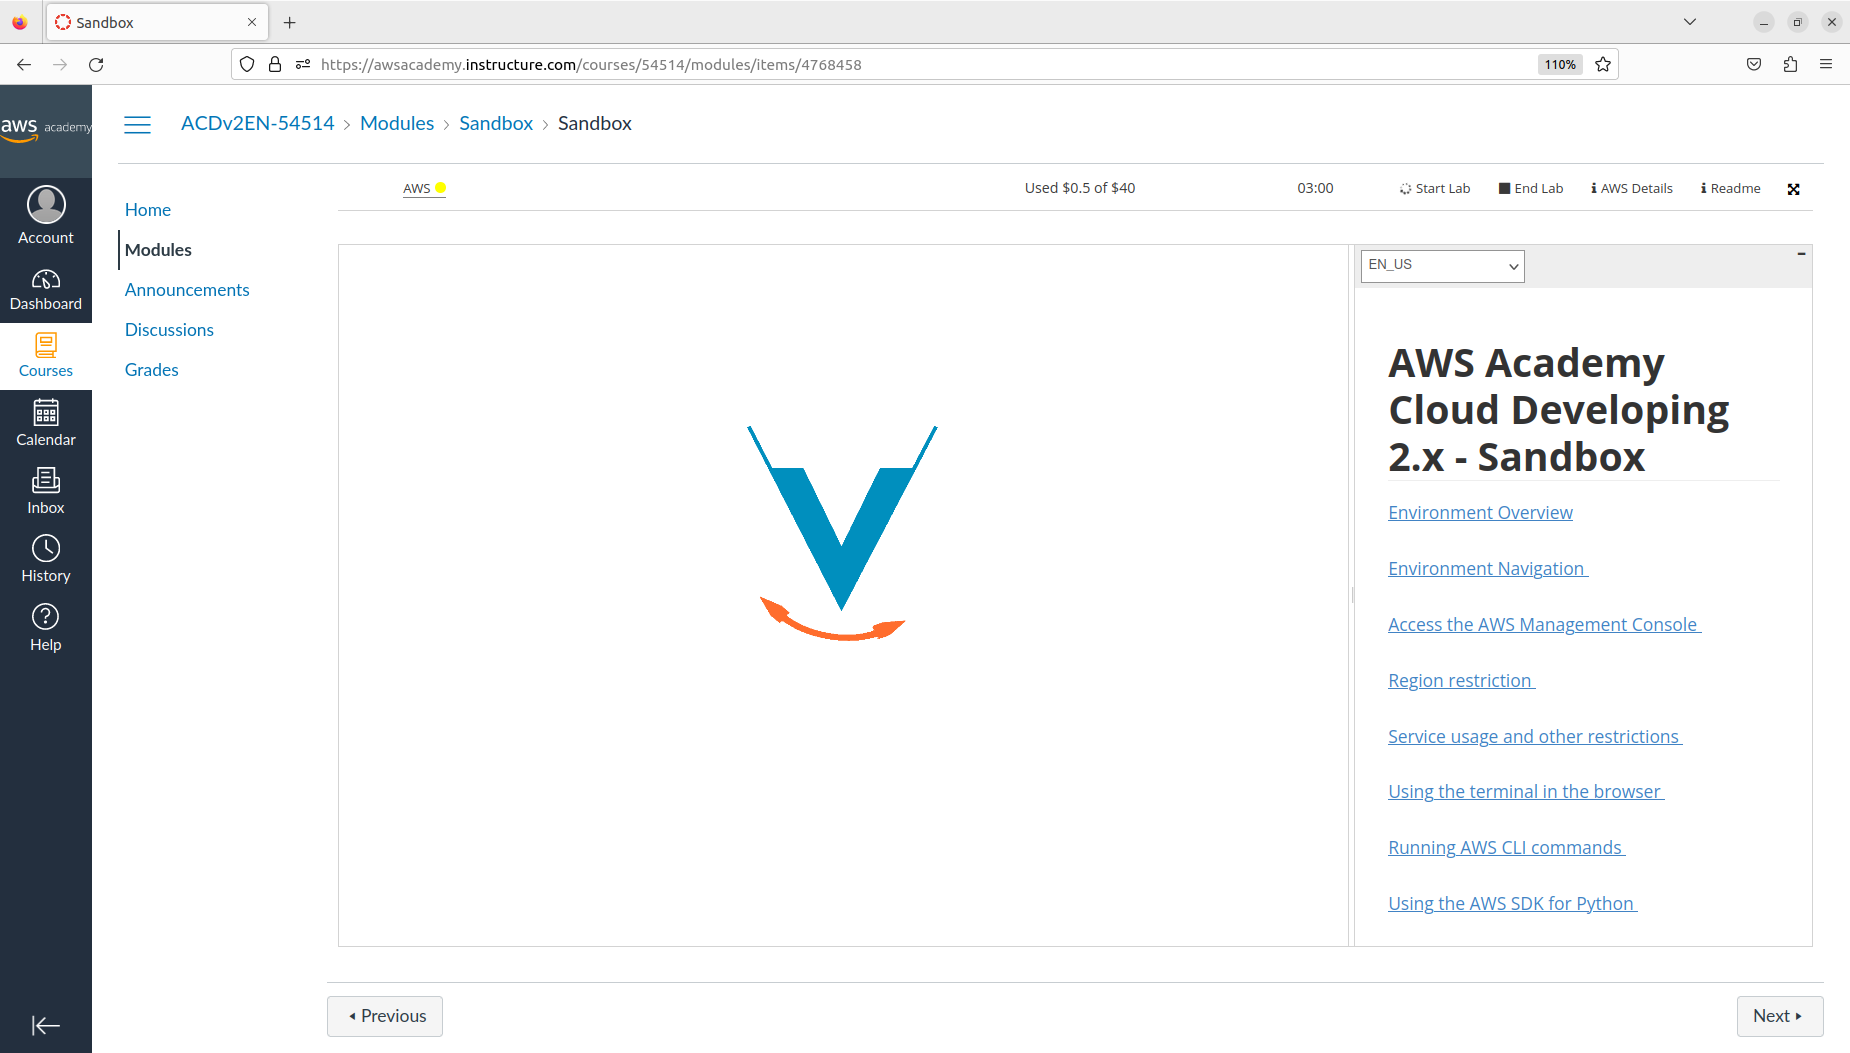 Sandbox
https://awsacademy.instructure.com/courses/54514/modules/items/4768458
110%
aws academy
ACDv2EN-54514 › Modules › Sandbox › Sandbox
Account
Dashboard
Courses
Calendar
Inbox
History
Help
Home
Modules
Announcements
Discussions
Grades
AWS
Used $0.5 of $40
03:00
Start Lab
End Lab
AWS Details
Readme
EN_US
AWS Academy
Cloud Developing
2.x - Sandbox
Environment Overview
Environment Navigation
Access the AWS Management Console
Region restriction
Service usage and other restrictions
Using the terminal in the browser
Running AWS CLI commands
Using the AWS SDK for Python
Previous
Next